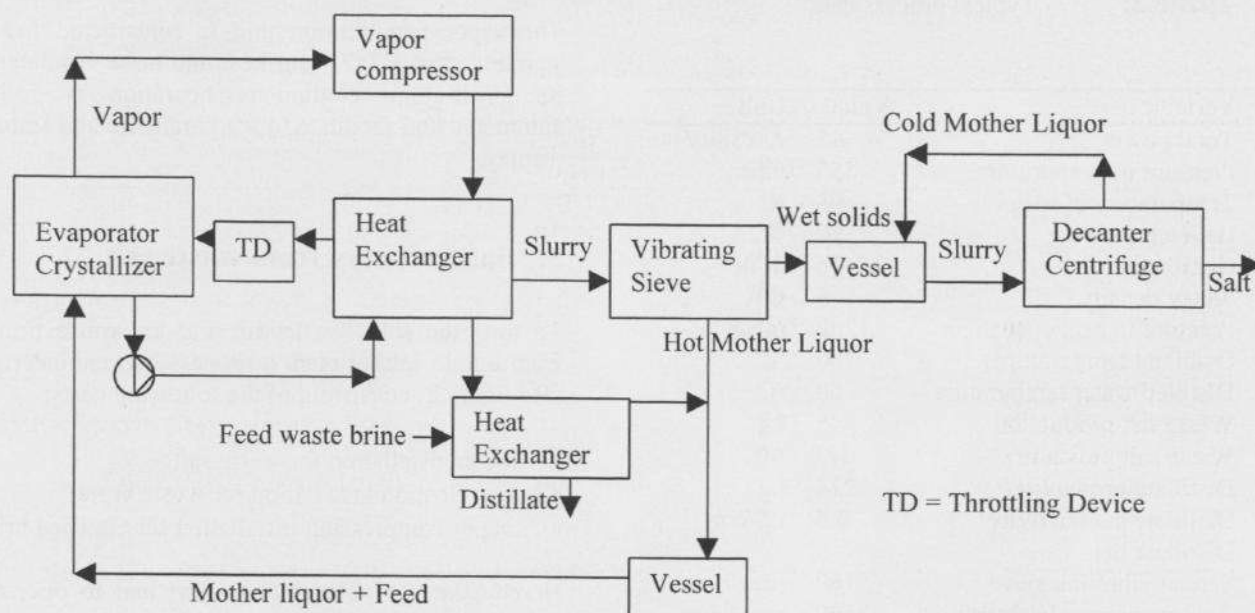 Vapor
compressor
Vapor
Cold Mother Liquor
Evaporator
Crystallizer
TD
Heat
Exchanger
Slurry
Vibrating
Sieve
Wet solids
Vessel
Slurry
Decanter
Centrifuge
Salt
Hot Mother Liquor
Feed waste brine
Heat
Exchanger
Distillate
TD = Throttling Device
Vessel
Mother liquor + Feed